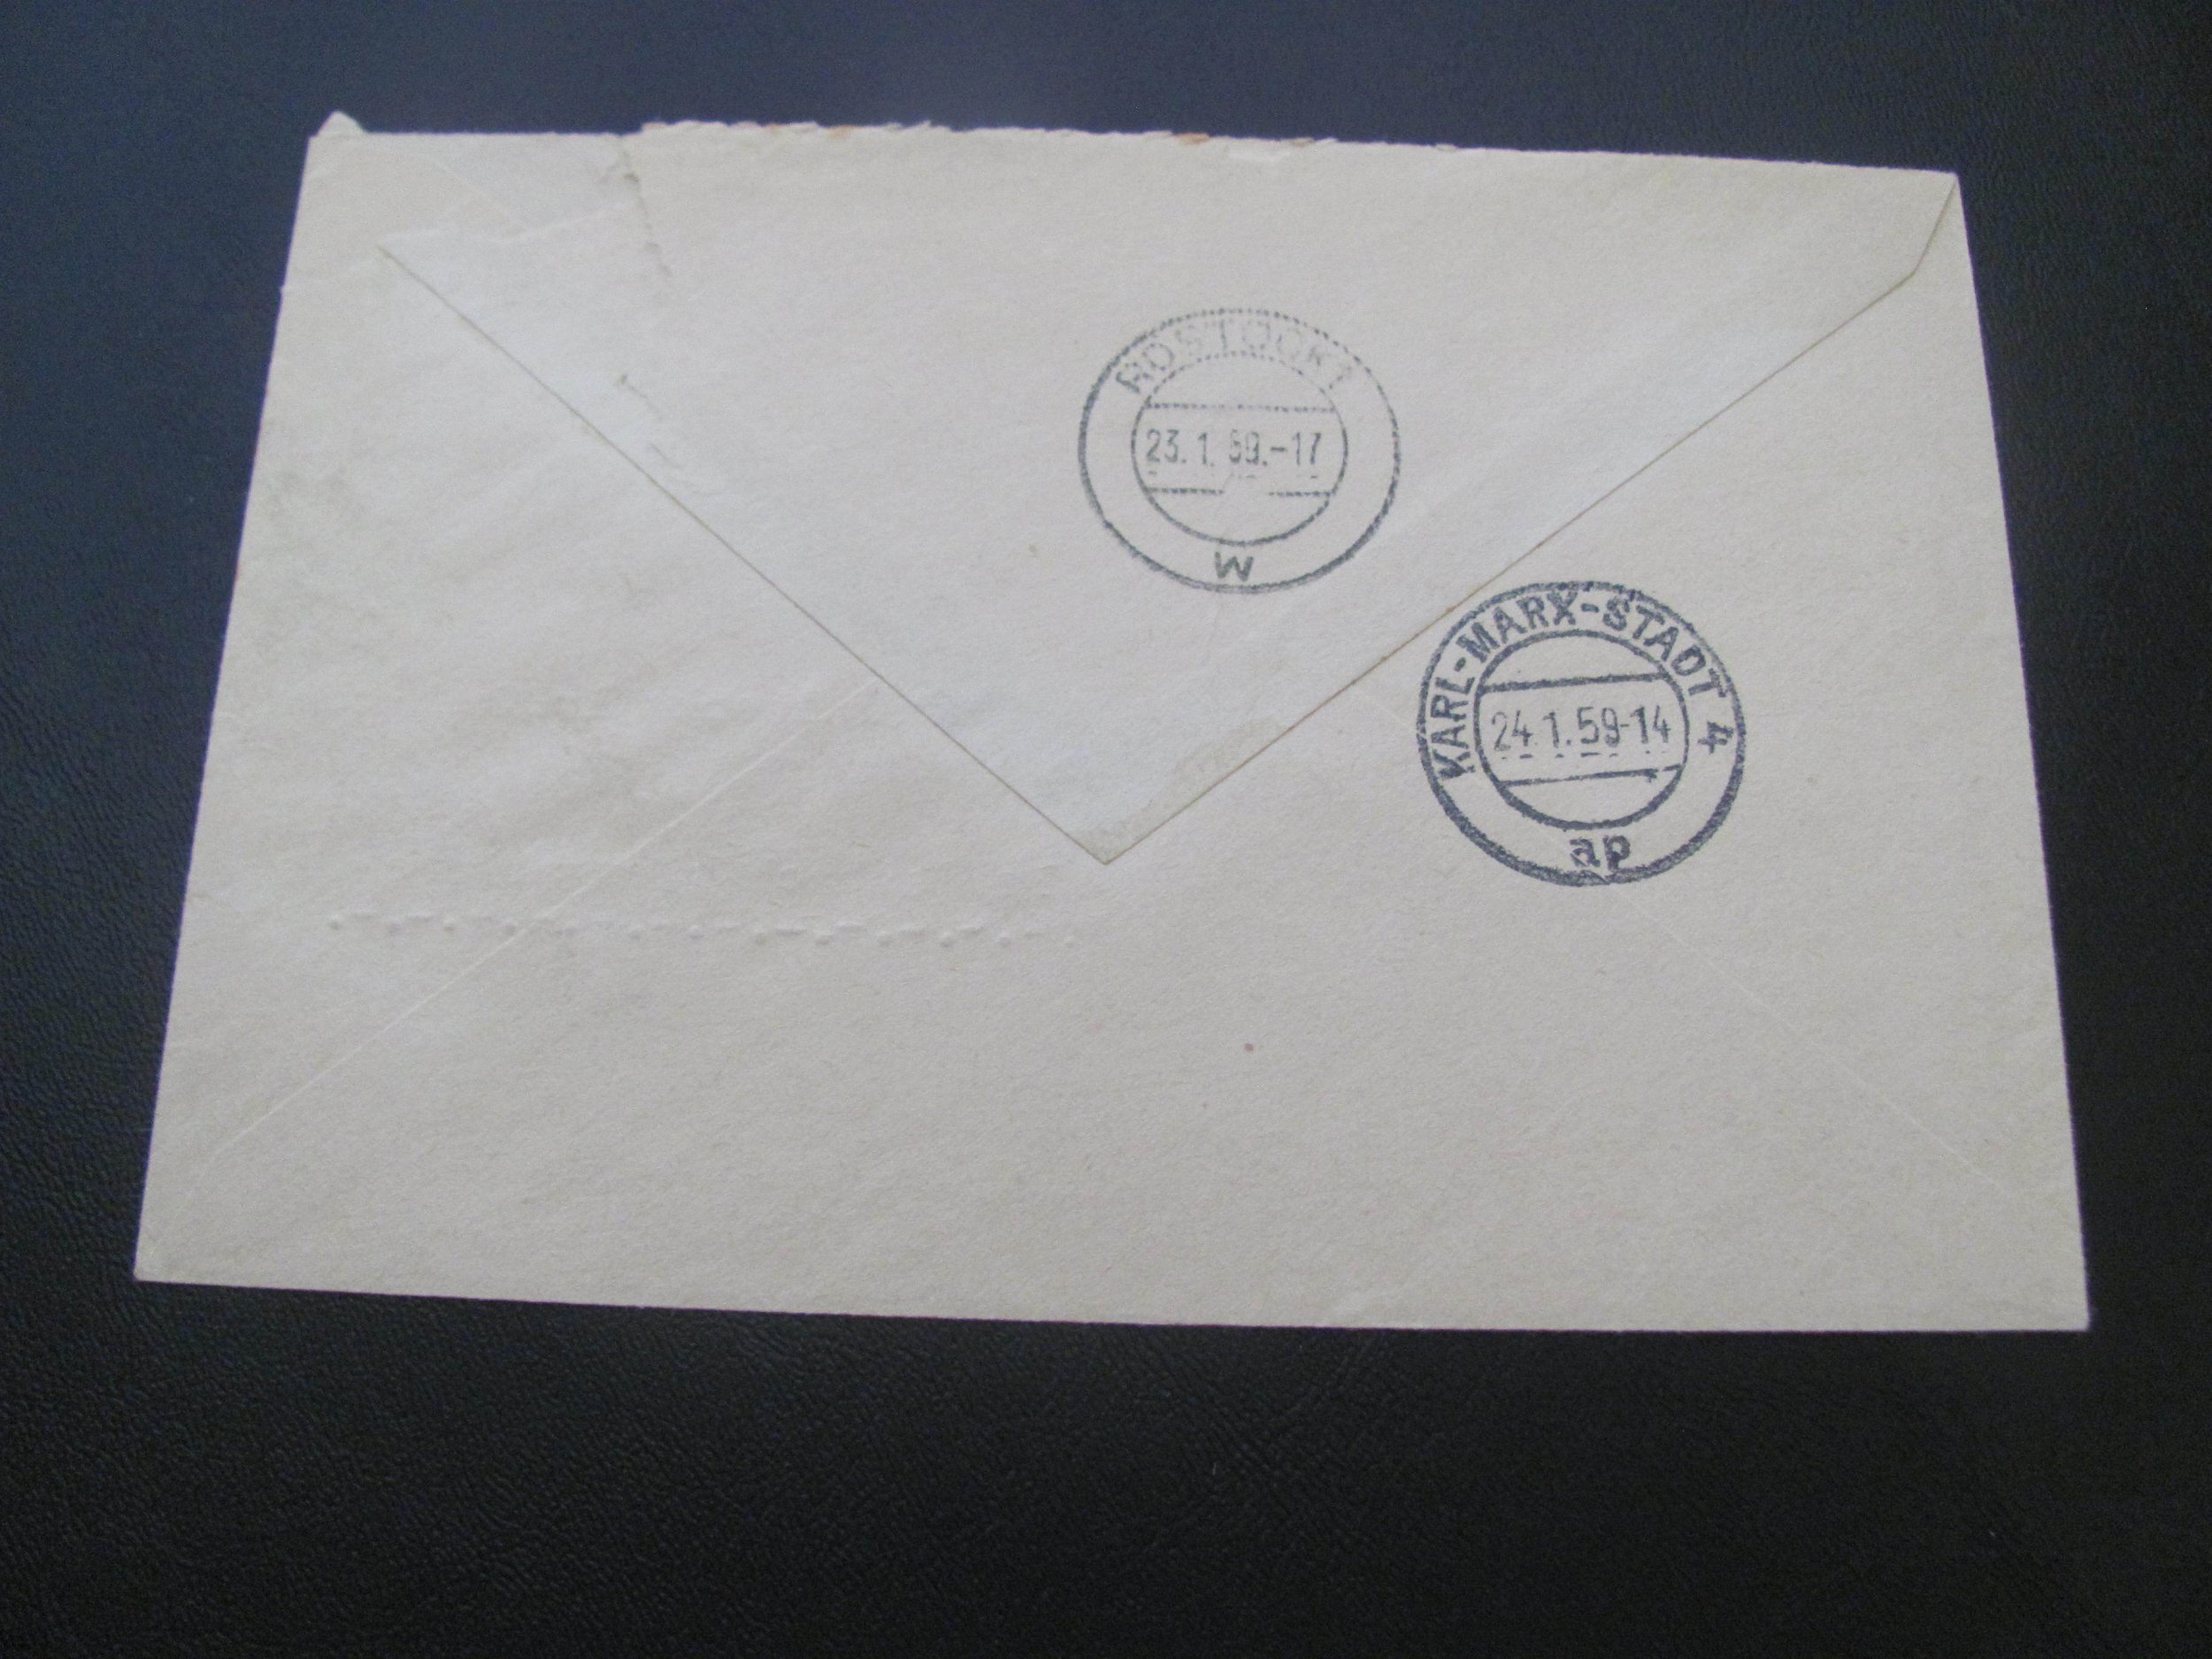 ROSTOCK 1
23.1.59.-17
w
KARL-MARX-STADT 4
24.1.59-14
ap